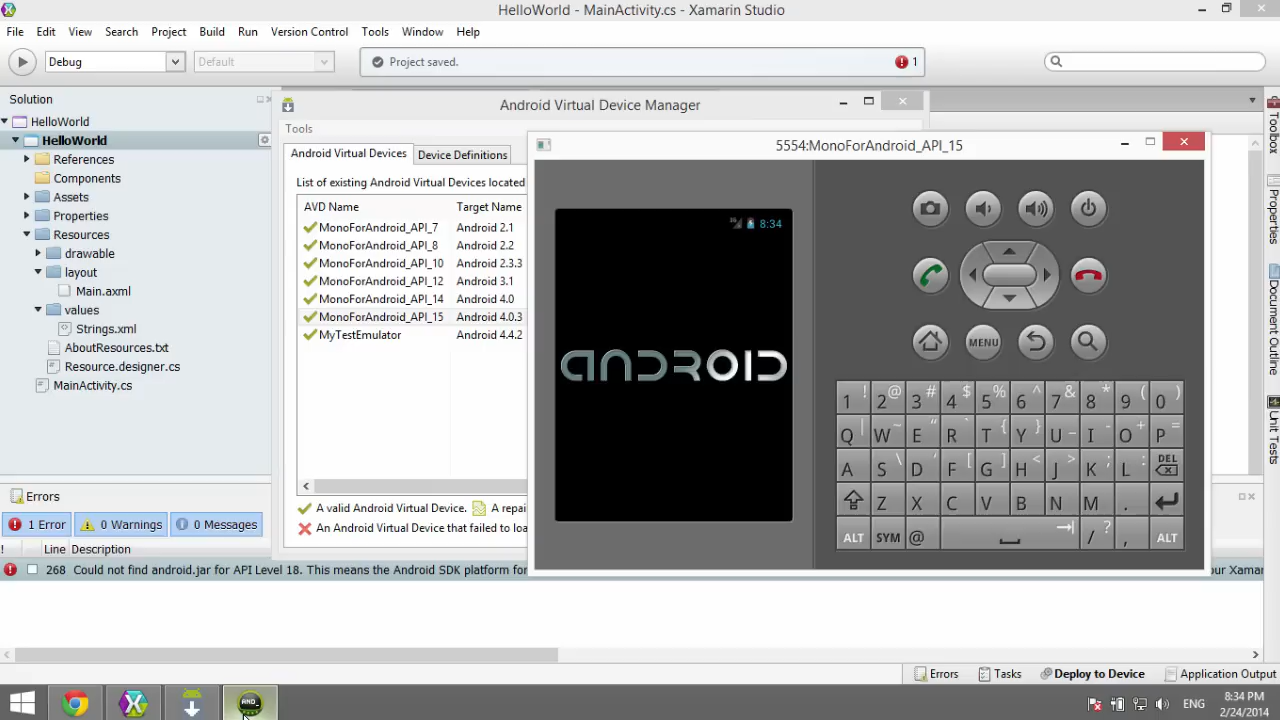 HelloWorld - MainActivity.cs - Xamarin Studio
File Edit View Search Project Build Run Version Control Tools Window Help
Debug Default Project saved. 1
Solution
HelloWorld
HelloWorld
References
Components
Assets
Properties
Resources
drawable
layout
Main.axml
values
Strings.xml
AboutResources.txt
Resource.designer.cs
MainActivity.cs
Android Virtual Device Manager
Tools
Android Virtual Devices Device Definitions
List of existing Android Virtual Devices located
AVD Name Target Name
MonoForAndroid_API_7 Android 2.1
MonoForAndroid_API_8 Android 2.2
MonoForAndroid_API_10 Android 2.3.3
MonoForAndroid_API_12 Android 3.1
MonoForAndroid_API_14 Android 4.0
MonoForAndroid_API_15 Android 4.0.3
MyTestEmulator Android 4.4.2
A valid Android Virtual Device. A repai
An Android Virtual Device that failed to loa
5554:MonoForAndroid_API_15
3G 8:34
ANDROID
MENU
1 ! 2 @ 3 # 4 $ 5 % 6 ^ 7 & 8 * 9 ( 0 )
Q | W ~ E “ R ` T { Y } U _ I - O + P =
A S \ D ‘ F [ G ] H < J > K ; L : DEL
Z X C V B N M .
ALT SYM @ / ? , ALT
Toolbox
Properties
Document Outline
Unit Tests
Errors
1 Error 0 Warnings 0 Messages
! Line Description
268 Could not find android.jar for API Level 18. This means the Android SDK platform for
our Xamar
Errors Tasks Deploy to Device Application Output
AND_
ENG
8:34 PM
2/24/2014